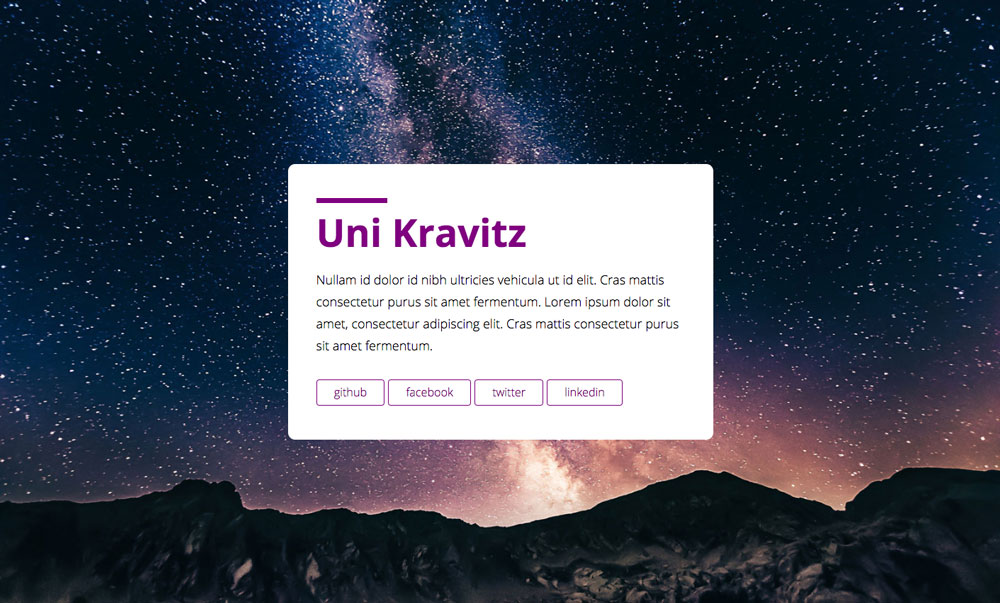 Uni Kravitz
Nullam id dolor id nibh ultricies vehicula ut id elit. Cras mattis
consectetur purus sit amet fermentum. Lorem ipsum dolor sit
amet, consectetur adipiscing elit. Cras mattis consectetur purus
sit amet fermentum.
github facebook twitter linkedin